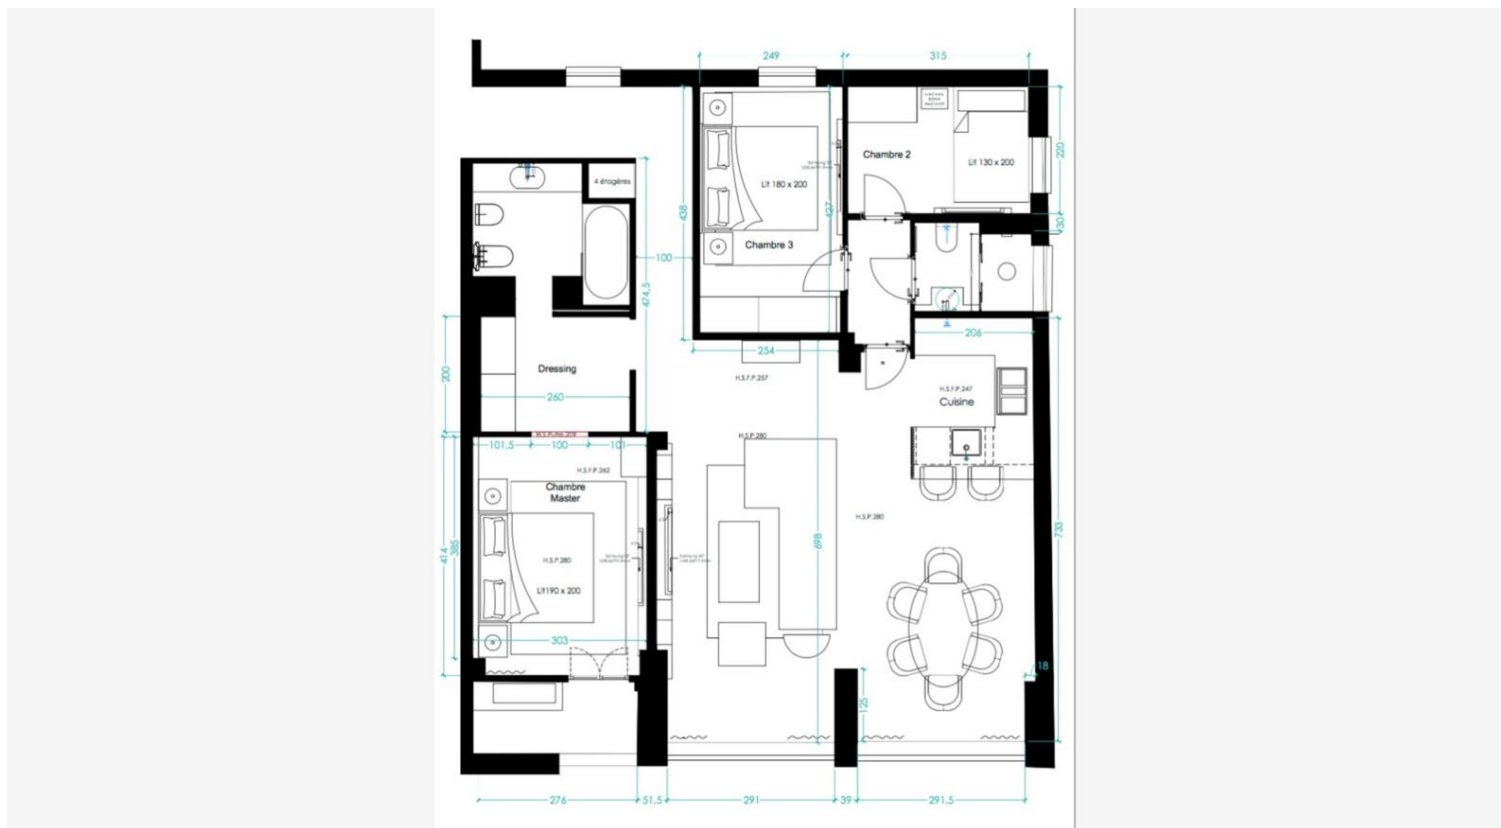 249
315
220
Chambre 2
Lit 130 x 200
Lit 180 x 200
4 étagères
438
427
30
Chambre 3
100
474,5
206
254
H.S.F.P.257
Dressing
200
260
H.S.F.P.247
Cuisine
H.S.P.280
101,5
100
101
H.S.F.P.262
Chambre
Master
H.S.P.280
733
698
414
385
H.S.P.280
Lit190 x 200
303
18
125
276
51,5
291
39
291,5